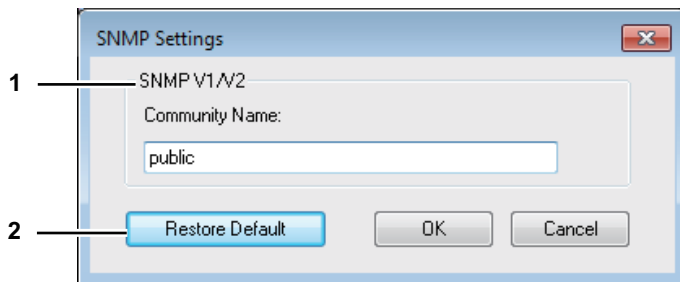 SNMP Settings
1
SNMP V1/V2
Community Name:
public
2
Restore Default
OK
Cancel